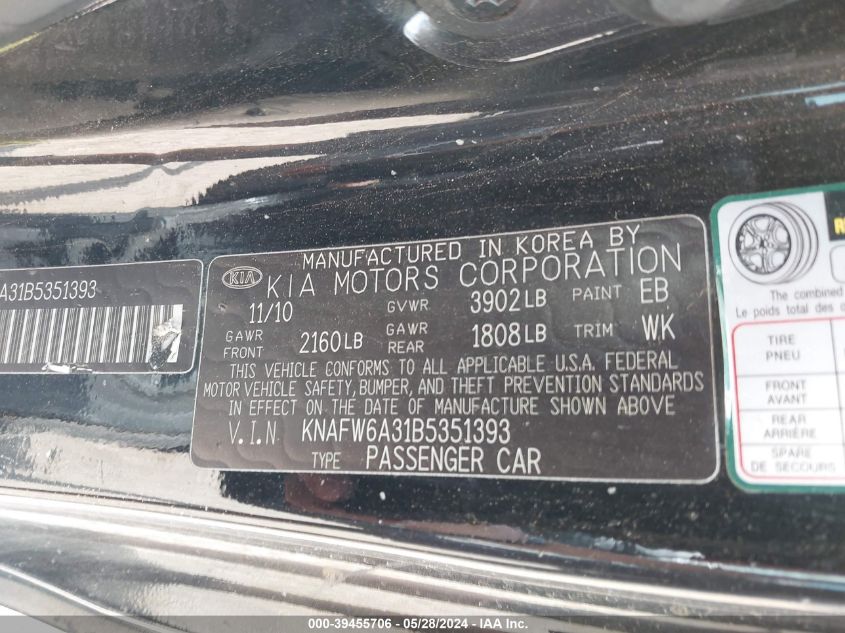 A31B5351393
KIA
MANUFACTURED IN KOREA BY
KIA MOTORS CORPORATION
11/10 GVWR 3902LB PAINT EB
GAWR FRONT 2160LB GAWR REAR 1808LB TRIM WK
THIS VEHICLE CONFORMS TO ALL APPLICABLE U.S.A. FEDERAL
MOTOR VEHICLE SAFETY, BUMPER, AND THEFT PREVENTION STANDARDS
IN EFFECT ON THE DATE OF MANUFACTURE SHOWN ABOVE
V.I.N KNAFW6A31B5351393
TYPE PASSENGER CAR
The combined
Le poids total des
TIRE
PNEU
FRONT
AVANT
REAR
ARRIÈRE
SPARE
DE SECOURS
000-39455706 - 05/28/2024 - IAA Inc.